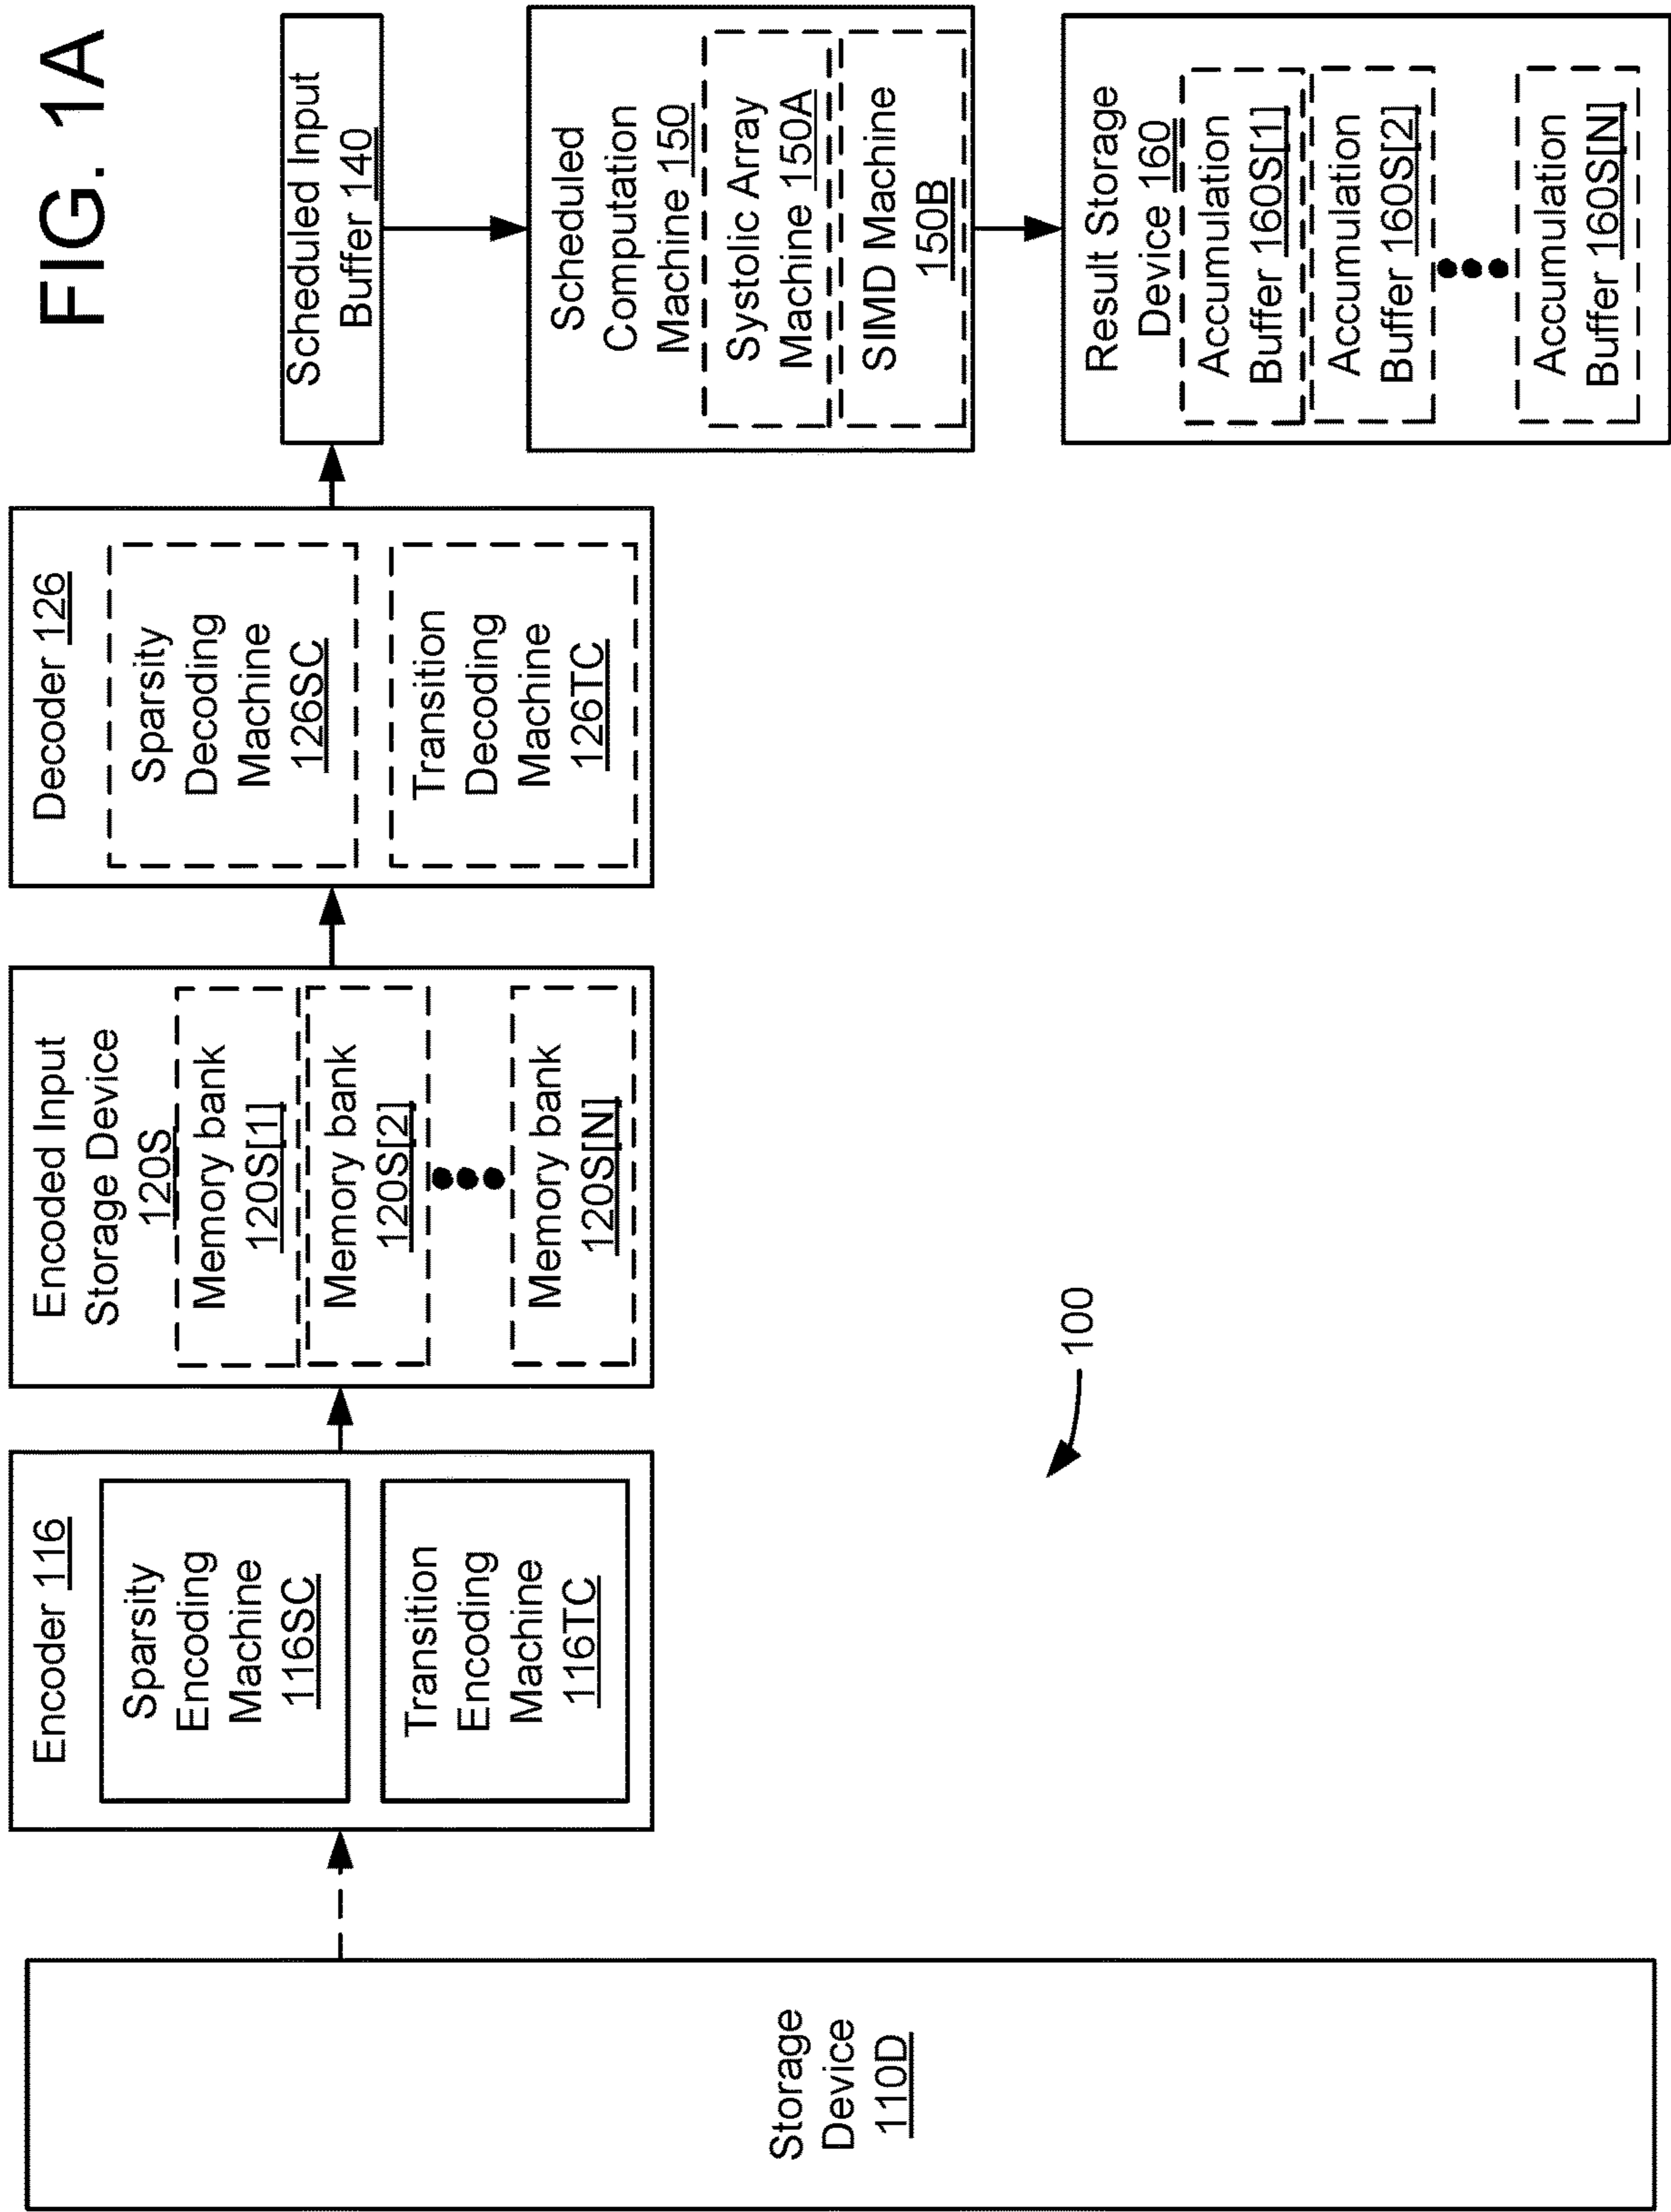 FIG. 1A
Storage
Device
110D
Encoder 116
Sparsity
Encoding
Machine
116SC
Transition
Encoding
Machine
116TC
Encoded Input
Storage Device
120S
Memory bank
120S[1]
Memory bank
120S[2]
Memory bank
120S[N]
Decoder 126
Sparsity
Decoding
Machine
126SC
Transition
Decoding
Machine
126TC
Scheduled Input
Buffer 140
Scheduled
Computation
Machine 150
Systolic Array
Machine 150A
SIMD Machine
150B
Result Storage
Device 160
Accumulation
Buffer 160S[1]
Accumulation
Buffer 160S[2]
Accumulation
Buffer 160S[N]
100